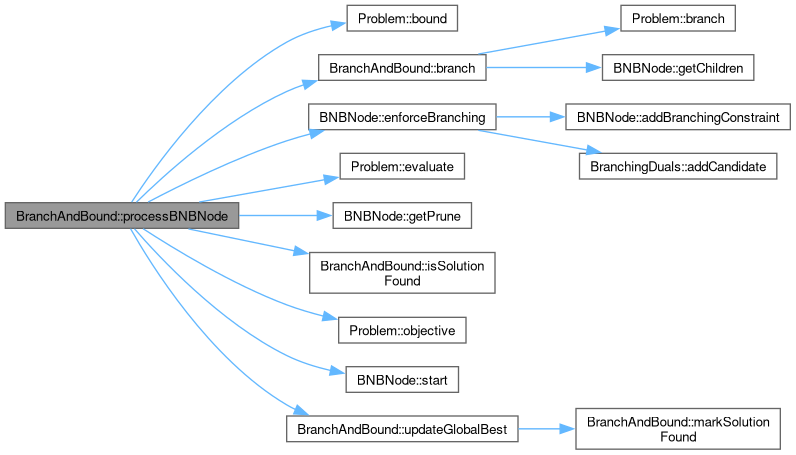 BranchAndBound::processBNBNode
Problem::bound
BranchAndBound::branch
Problem::branch
BNBNode::getChildren
BNBNode::enforceBranching
BNBNode::addBranchingConstraint
BranchingDuals::addCandidate
Problem::evaluate
BNBNode::getPrune
BranchAndBound::isSolution
Found
Problem::objective
BNBNode::start
BranchAndBound::updateGlobalBest
BranchAndBound::markSolution
Found